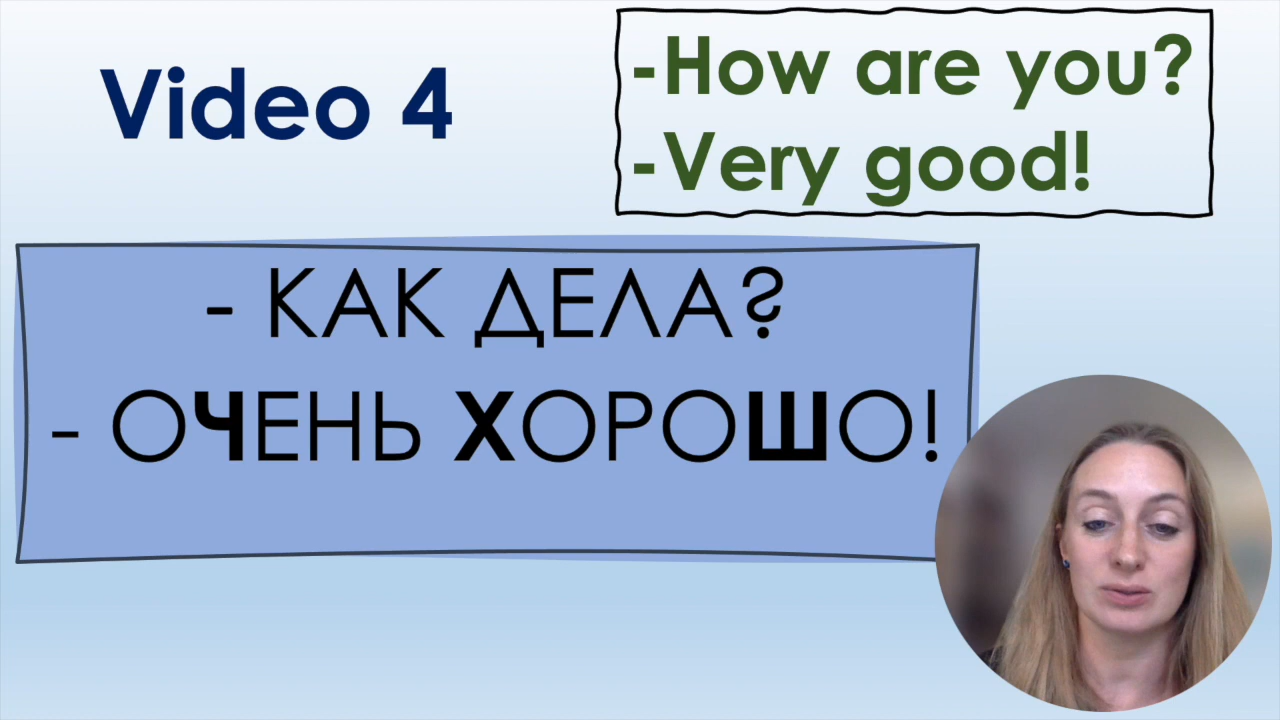 Video 4
-How are you?
-Very good!
- КАК ДЕЛА?
- ОЧЕНЬ ХОРОШО!